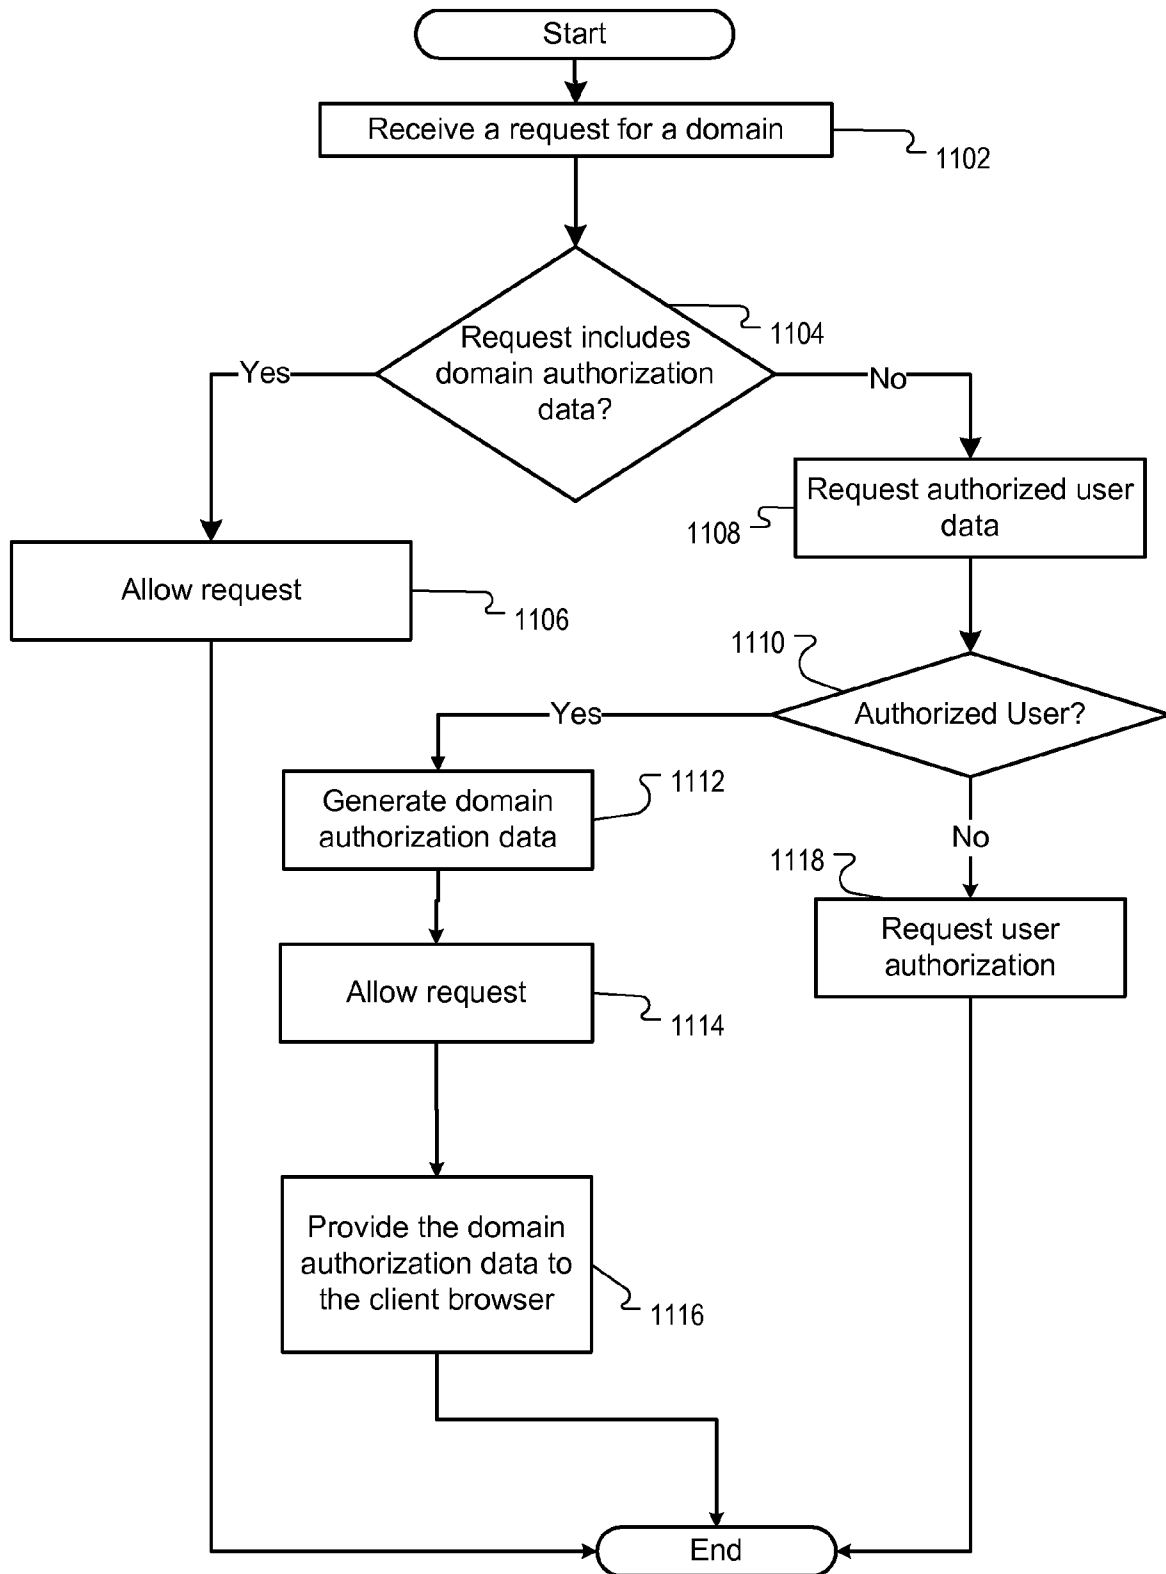 Start
Receive a request for a domain
1102
Request includes
domain authorization
data?
1104
Yes
No
Request authorized user
data
1108
Allow request
1106
1110
Authorized User?
Yes
Generate domain
authorization data
1112
No
1118
Request user
authorization
Allow request
1114
Provide the domain
authorization data to
the client browser
1116
End